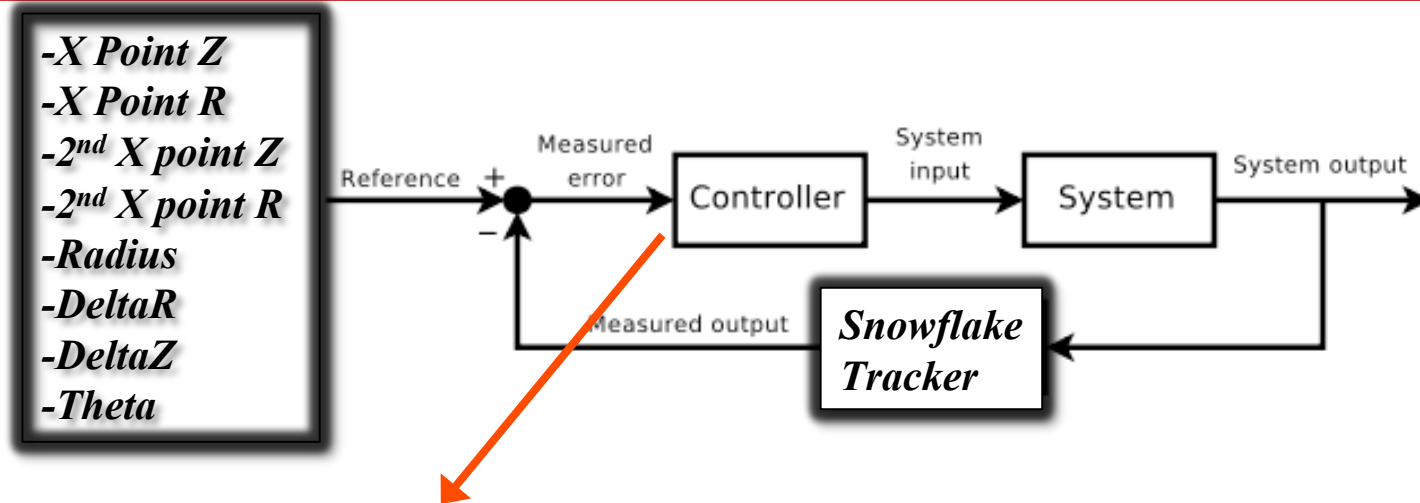 -X Point Z
-X Point R
-2nd X point Z
-2nd X point R
-Radius
-DeltaR
-DeltaZ
-Theta
Reference
+
−
Measured
error
Controller
System
input
System
System output
Measured output
Snowflake
Tracker